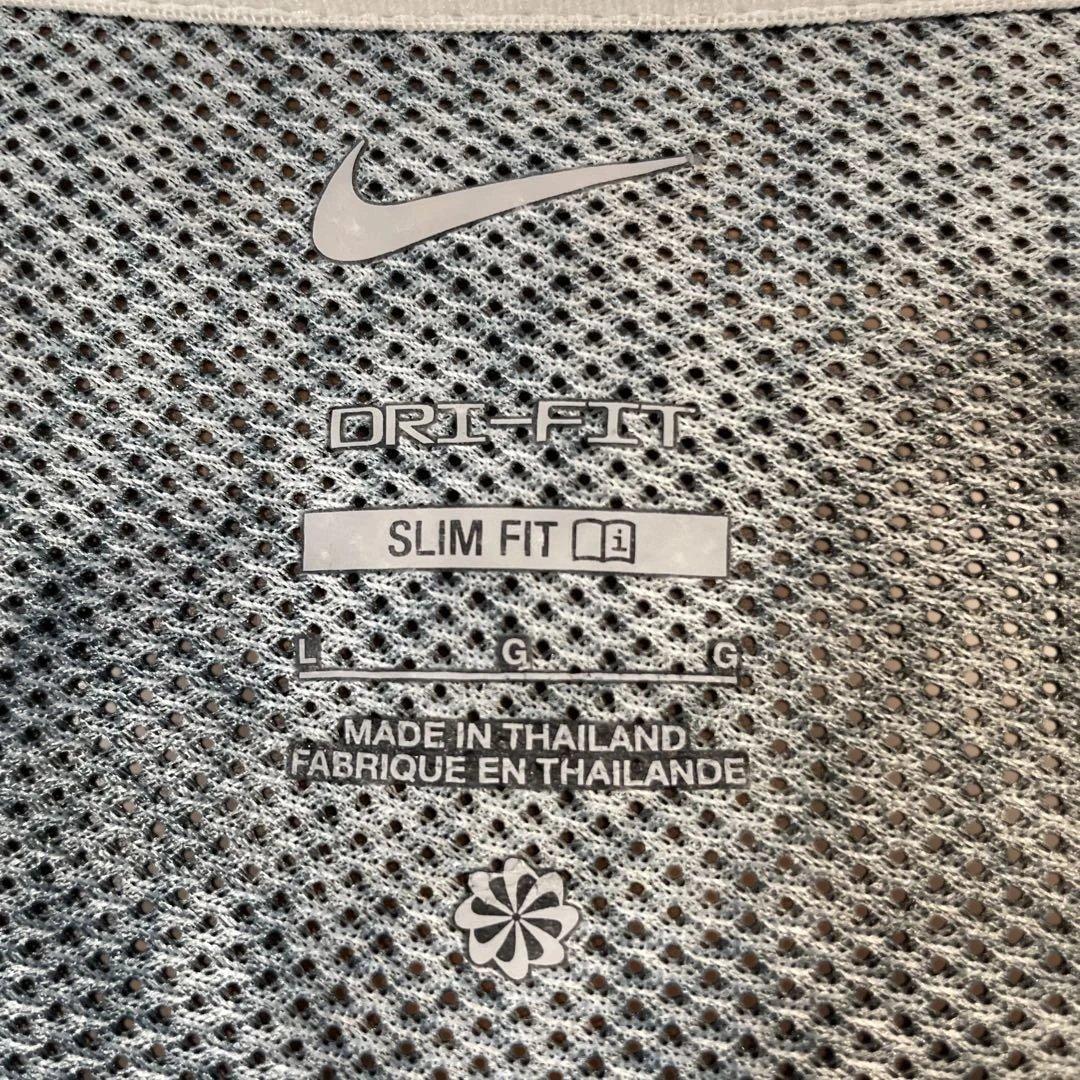 DRI-FIT
SLIM FIT i
L G G
MADE IN THAILAND
FABRIQUE EN THAILANDE